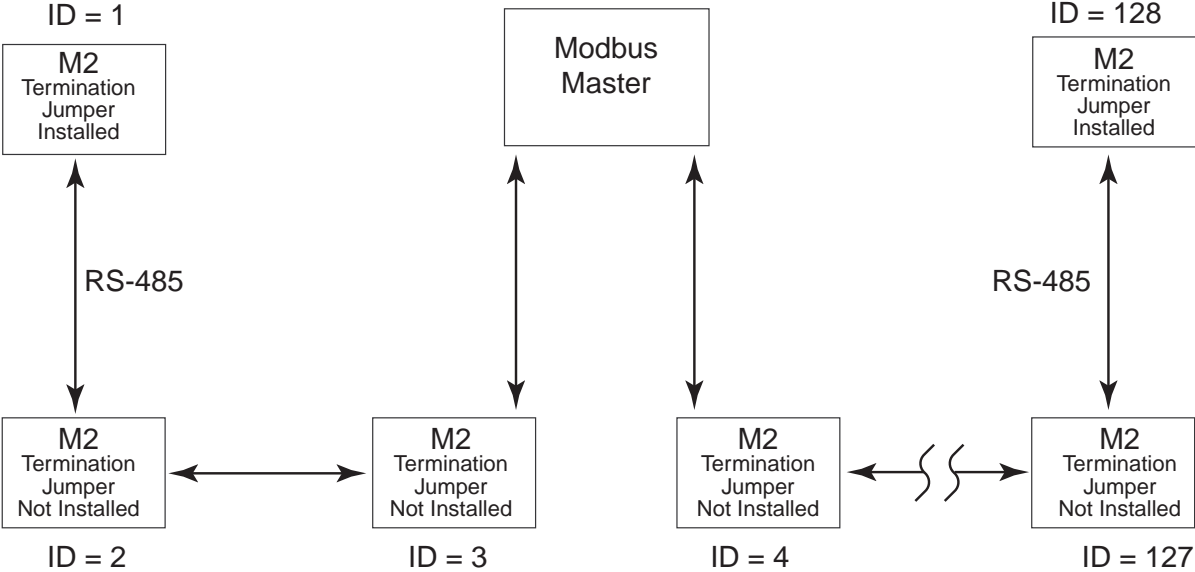 ID = 1
M2
Termination
Jumper
Installed
Modbus
Master
ID = 128
M2
Termination
Jumper
Installed
RS-485
RS-485
M2
Termination
Jumper
Not Installed
ID = 2
M2
Termination
Jumper
Not Installed
ID = 3
M2
Termination
Jumper
Not Installed
ID = 4
M2
Termination
Jumper
Not Installed
ID = 127